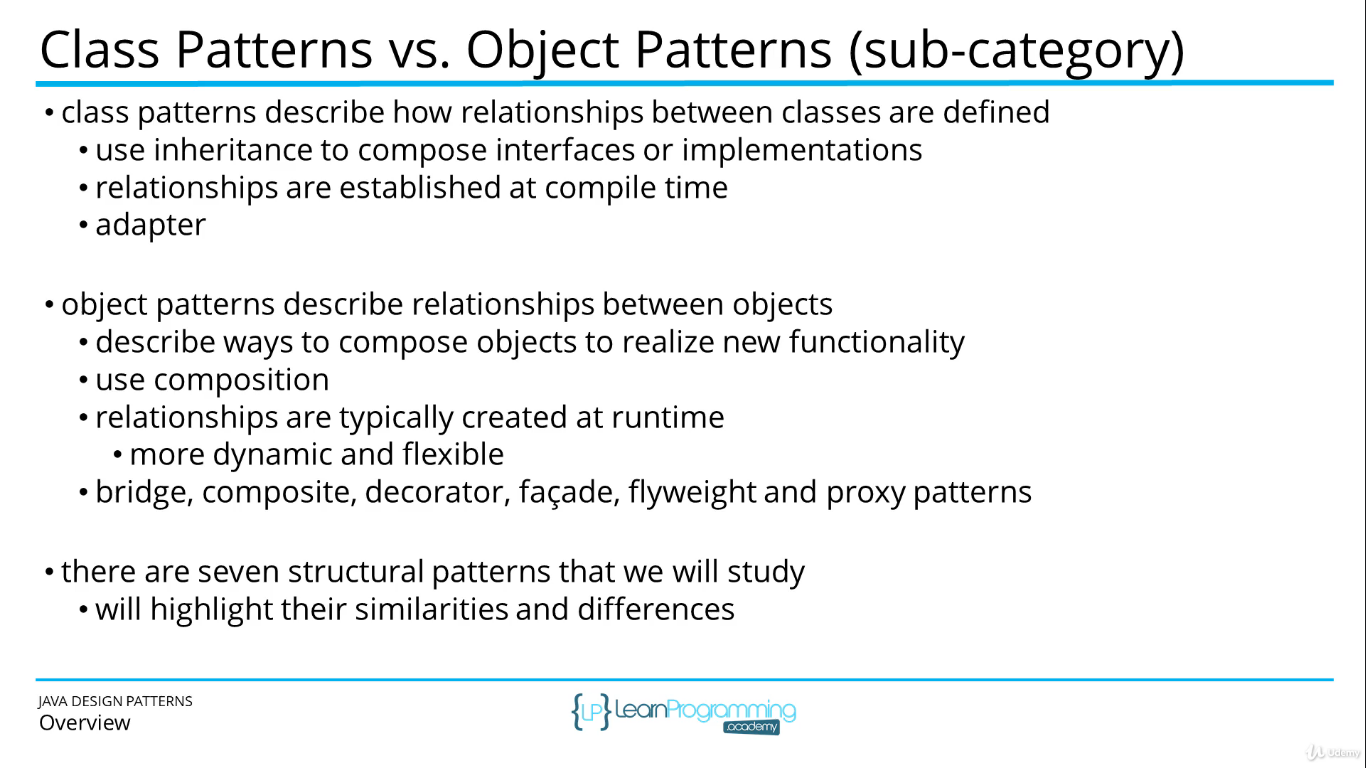 Class Patterns vs. Object Patterns (sub-category)
• class patterns describe how relationships between classes are defined
• use inheritance to compose interfaces or implementations
• relationships are established at compile time
• adapter
• object patterns describe relationships between objects
• describe ways to compose objects to realize new functionality
• use composition
• relationships are typically created at runtime
• more dynamic and flexible
• bridge, composite, decorator, façade, flyweight and proxy patterns
• there are seven structural patterns that we will study
• will highlight their similarities and differences
JAVA DESIGN PATTERNS
Overview
{LP} LearnProgramming
.academy
Udemy